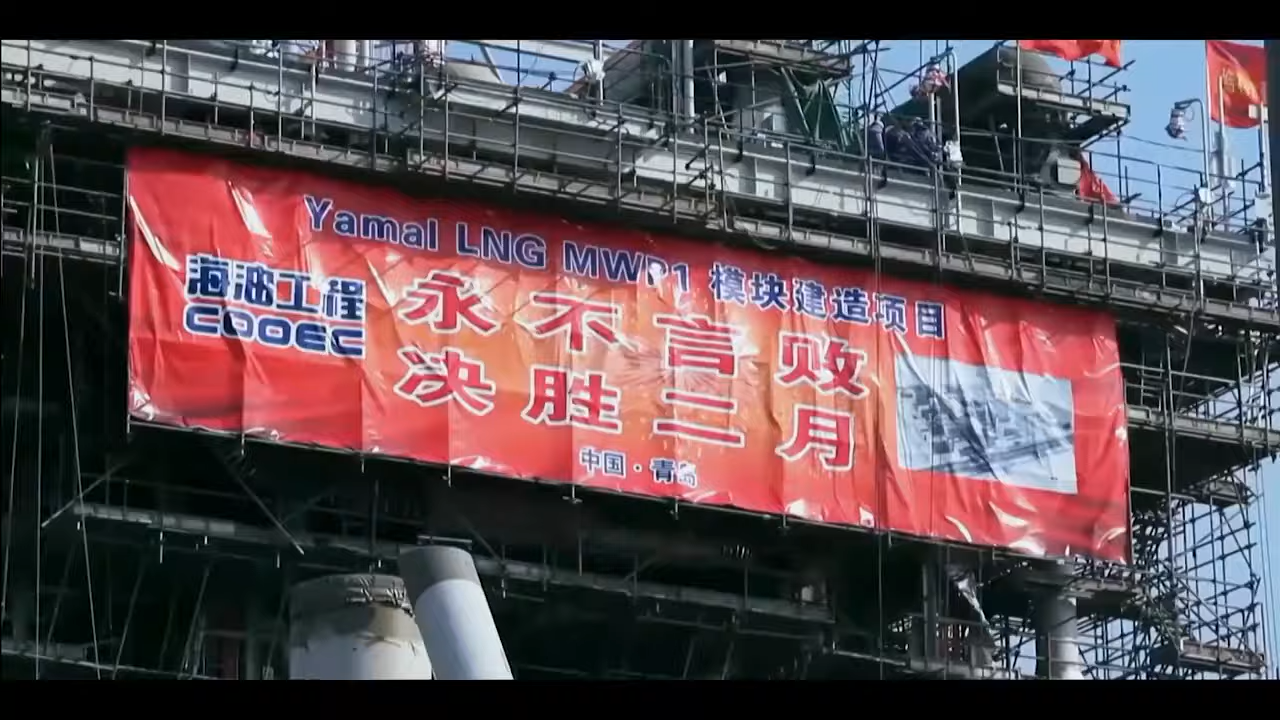 Yamal LNG MWP1 模块建造项目
海油工程
COOEC
永不言败
决胜二月
中国·青岛